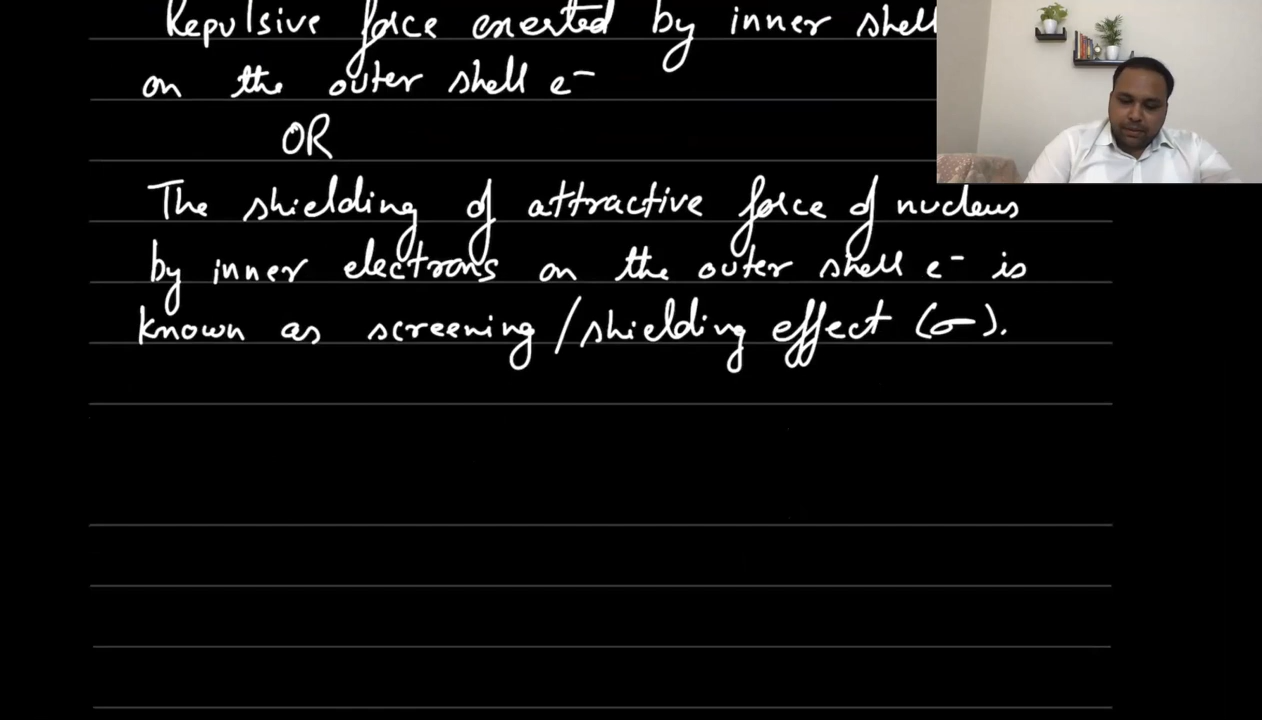 Repulsive force exerted by inner shell
on the outer shell e⁻
OR
The shielding of attractive force of nucleus
by inner electrons on the outer shell e⁻ is
known as screening/shielding effect (σ).